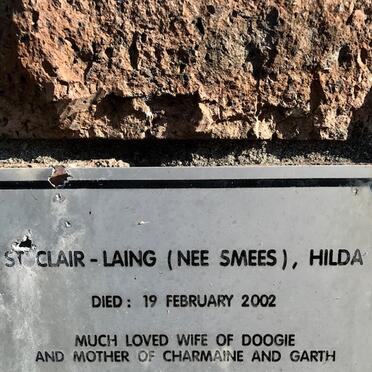 ST CLAIR - LAING (NEE SMEES), HILDA
DIED: 19 FEBRUARY 2002
MUCH LOVED WIFE OF DOOGIE
AND MOTHER OF CHARMAINE AND GARTH